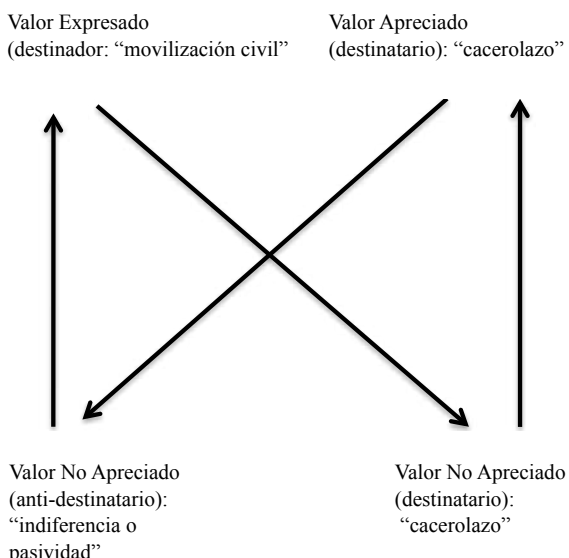 Valor Expresado
(destinador: “movilización civil”
Valor Apreciado
(destinatario): “cacerolazo”
Valor No Apreciado
(anti-destinatario):
“indiferencia o
pasividad”
Valor No Apreciado
(destinatario):
“cacerolazo”